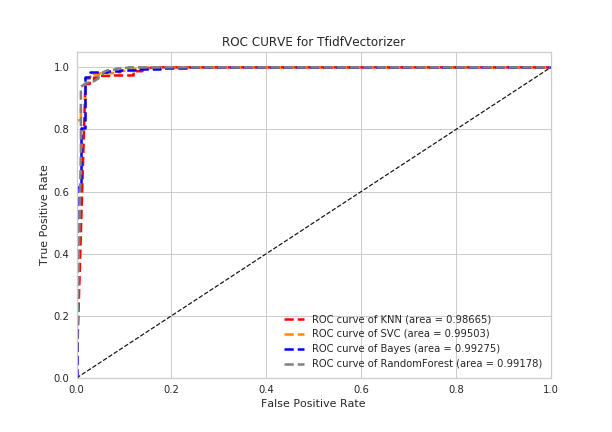 ROC CURVE for TfidfVectorizer
1.0
0.8
0.6
0.4
0.2
0.0
True Positive Rate
ROC curve of KNN (area = 0.98665)
ROC curve of SVC (area = 0.99503)
ROC curve of Bayes (area = 0.99275)
ROC curve of RandomForest (area = 0.99178)
0.0 0.2 0.4 0.6 0.8 1.0
False Positive Rate